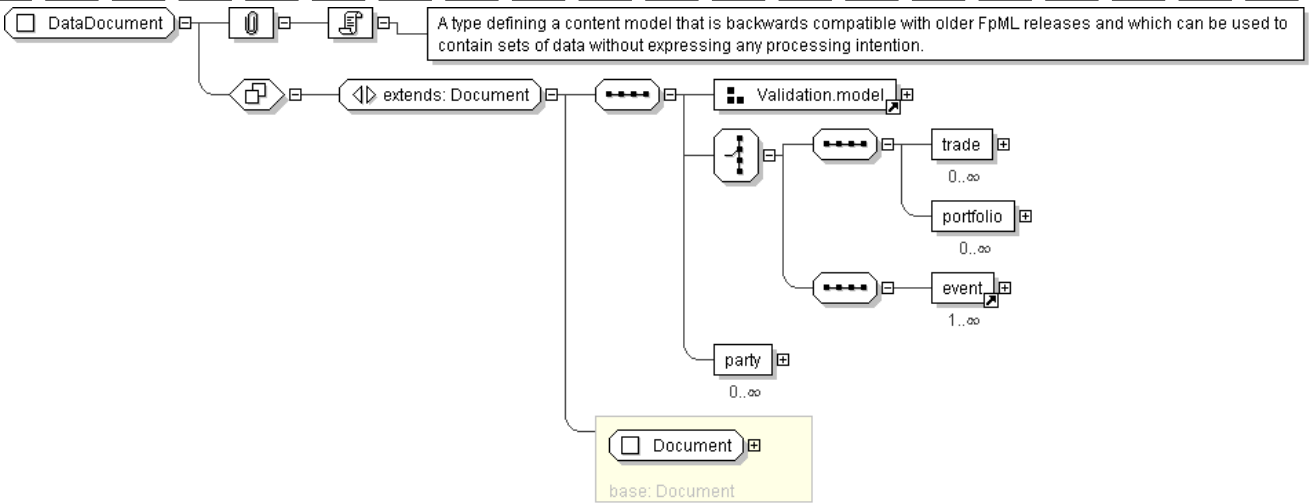 DataDocument
A type defining a content model that is backwards compatible with older FpML releases and which can be used to
contain sets of data without expressing any processing intention.
extends: Document
Validation.model
trade
0..∞
portfolio
0..∞
event
1..∞
party
0..∞
Document
base: Document